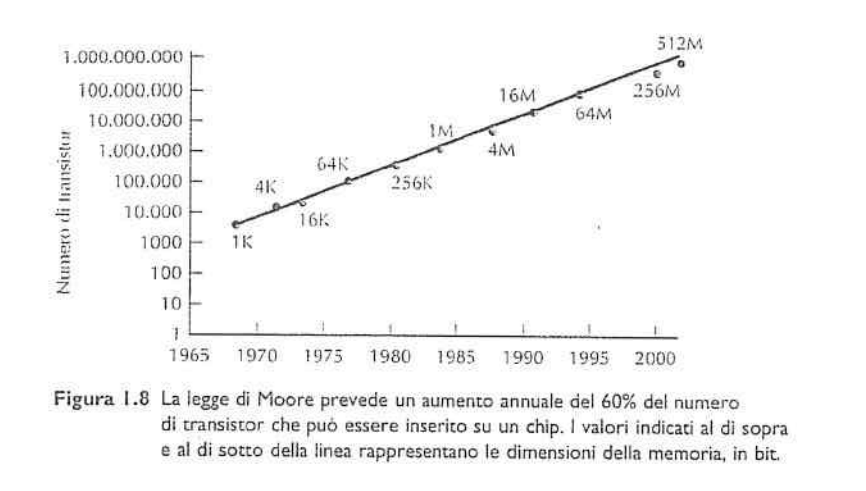 512M
1.000.000.000
100.000.000
16M
256M
10.000.000
64M
1M
1.000.000
4M
64K
100.000
4K
256K
10.000
16K
1000
1K
100
10
1
Numero di transistor
1965 1970 1975 1980 1985 1990 1995 2000
Figura 1.8 La legge di Moore prevede un aumento annuale del 60% del numero
di transistor che può essere inserito su un chip. I valori indicati al di sopra
e al di sotto della linea rappresentano le dimensioni della memoria, in bit.